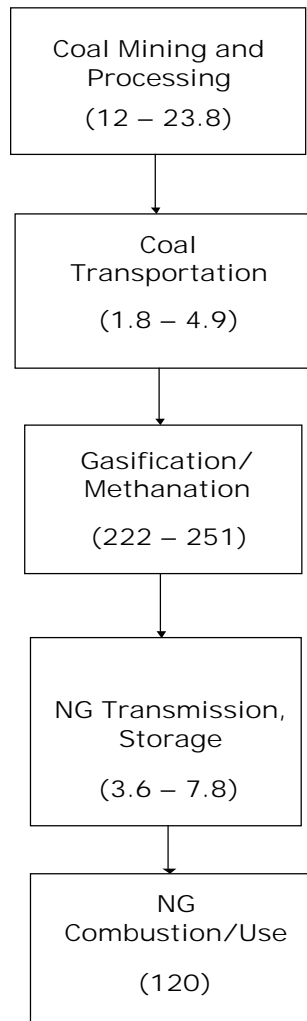 Coal Mining and
Processing
(12 – 23.8)
Coal
Transportation
(1.8 – 4.9)
Gasification/
Methanation
(222 – 251)
NG Transmission,
Storage
(3.6 – 7.8)
NG
Combustion/Use
(120)